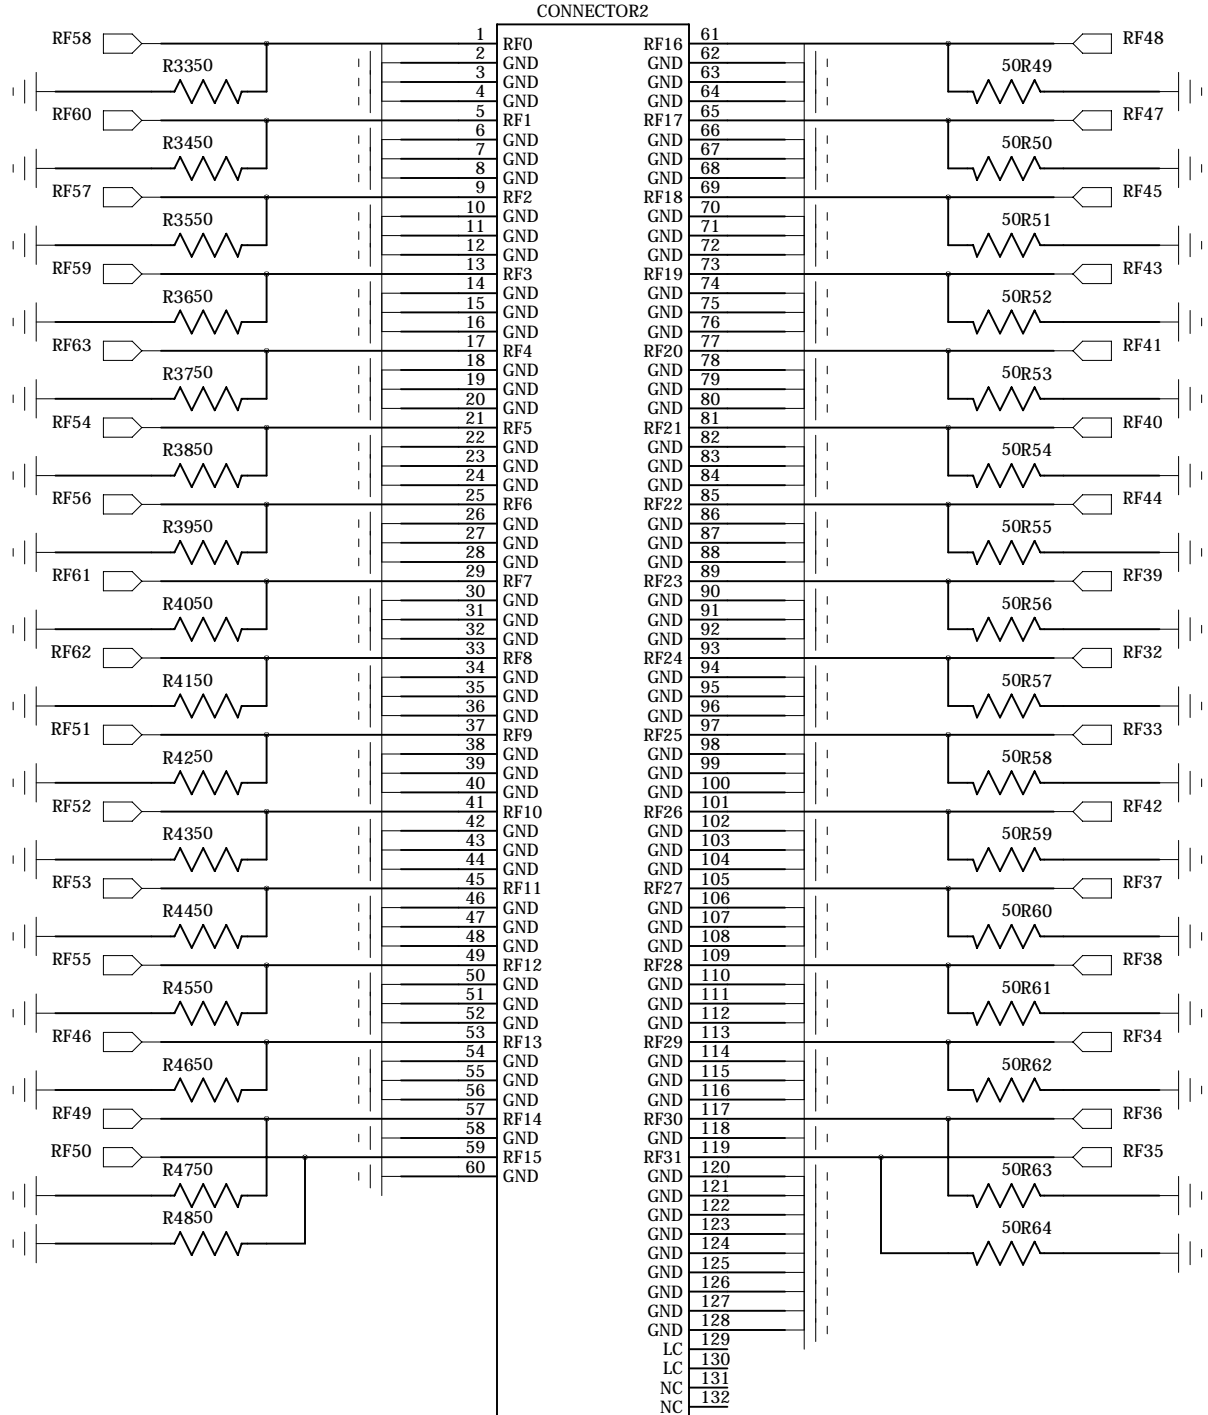 CONNECTOR2
RF58 1 RF0 RF16 61 RF48
2 GND GND 62
R3350 3 GND GND 63 50R49
4 GND GND 64
RF60 5 RF1 RF17 65 RF47
6 GND GND 66
R3450 7 GND GND 67 50R50
8 GND GND 68
RF57 9 RF2 RF18 69 RF45
10 GND GND 70
R3550 11 GND GND 71 50R51
12 GND GND 72
RF59 13 RF3 RF19 73 RF43
14 GND GND 74
R3650 15 GND GND 75 50R52
16 GND GND 76
RF63 17 RF4 RF20 77 RF41
18 GND GND 78
R3750 19 GND GND 79 50R53
20 GND GND 80
RF54 21 RF5 RF21 81 RF40
22 GND GND 82
R3850 23 GND GND 83 50R54
24 GND GND 84
RF56 25 RF6 RF22 85 RF44
26 GND GND 86
R3950 27 GND GND 87 50R55
28 GND GND 88
RF61 29 RF7 RF23 89 RF39
30 GND GND 90
R4050 31 GND GND 91 50R56
32 GND GND 92
RF62 33 RF8 RF24 93 RF32
34 GND GND 94
R4150 35 GND GND 95 50R57
36 GND GND 96
RF51 37 RF9 RF25 97 RF33
38 GND GND 98
R4250 39 GND GND 99 50R58
40 GND GND 100
RF52 41 RF10 RF26 101 RF42
42 GND GND 102
R4350 43 GND GND 103 50R59
44 GND GND 104
RF53 45 RF11 RF27 105 RF37
46 GND GND 106
R4450 47 GND GND 107 50R60
48 GND GND 108
RF55 49 RF12 RF28 109 RF38
50 GND GND 110
R4550 51 GND GND 111 50R61
52 GND GND 112
RF46 53 RF13 RF29 113 RF34
54 GND GND 114
R4650 55 GND GND 115 50R62
56 GND GND 116
RF49 57 RF14 RF30 117 RF36
58 GND GND 118
RF50 59 RF15 RF31 119 RF35
R4750 60 GND GND 120 50R63
GND 121
R4850 GND 122
GND 123 50R64
GND 124
GND 125
GND 126
GND 127
GND 128
LC 129
LC 130
NC 131
NC 132